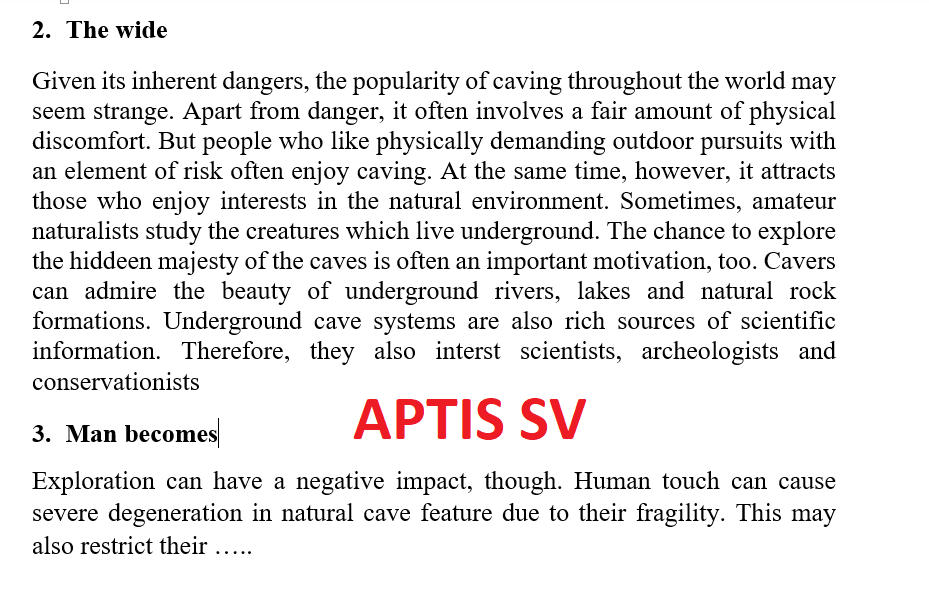 2. The wide
Given its inherent dangers, the popularity of caving throughout the world may
seem strange. Apart from danger, it often involves a fair amount of physical
discomfort. But people who like physically demanding outdoor pursuits with
an element of risk often enjoy caving. At the same time, however, it attracts
those who enjoy interests in the natural environment. Sometimes, amateur
naturalists study the creatures which live underground. The chance to explore
the hiddeen majesty of the caves is often an important motivation, too. Cavers
can admire the beauty of underground rivers, lakes and natural rock
formations. Underground cave systems are also rich sources of scientific
information. Therefore, they also interst scientists, archeologists and
conservationists
APTIS SV
3. Man becomes
Exploration can have a negative impact, though. Human touch can cause
severe degeneration in natural cave feature due to their fragility. This may
also restrict their …..